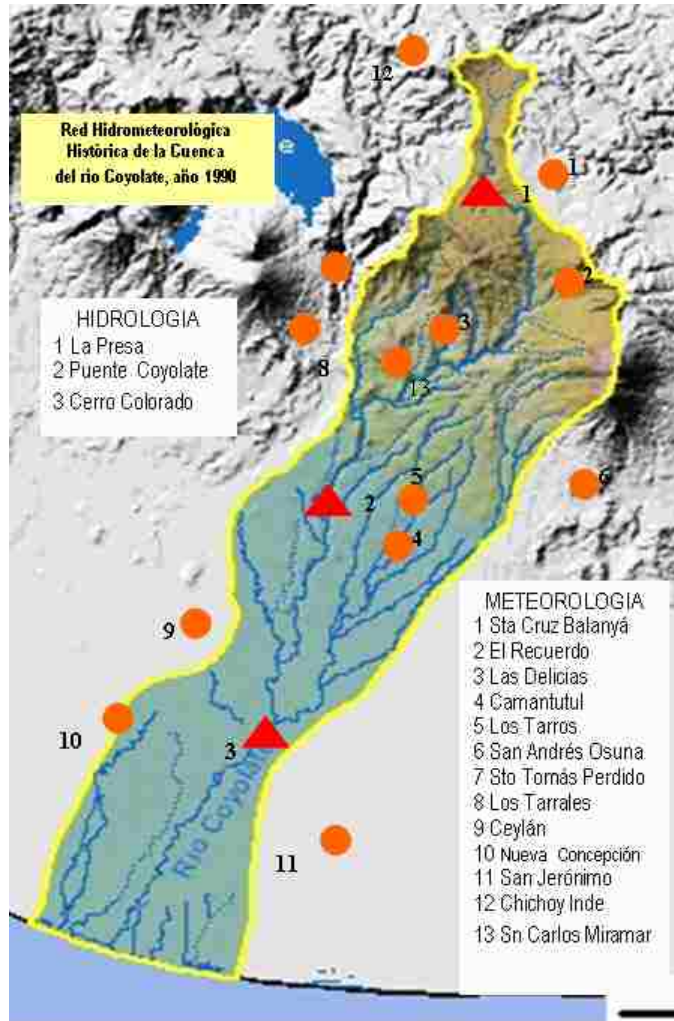 12
Red Hidrometeorológica
Histórica de la Cuenca
del rio Coyolate, año 1990
e
1
1
2
HIDROLOGIA
1 La Presa
2 Puente Coyolate
3 Cerro Colorado
3
8
13
5
6
2
4
METEOROLOGIA
1 Sta Cruz Balanyá
2 El Recuerdo
3 Las Delicias
4 Camantutul
5 Los Tarros
6 San Andrés Osuna
7 Sto Tomás Perdido
8 Los Tarrales
9 Ceylán
10 Nueva Concepción
11 San Jerónimo
12 Chichoy Inde
13 Sn Carlos Miramar
9
10
3
Río Coyolate
11